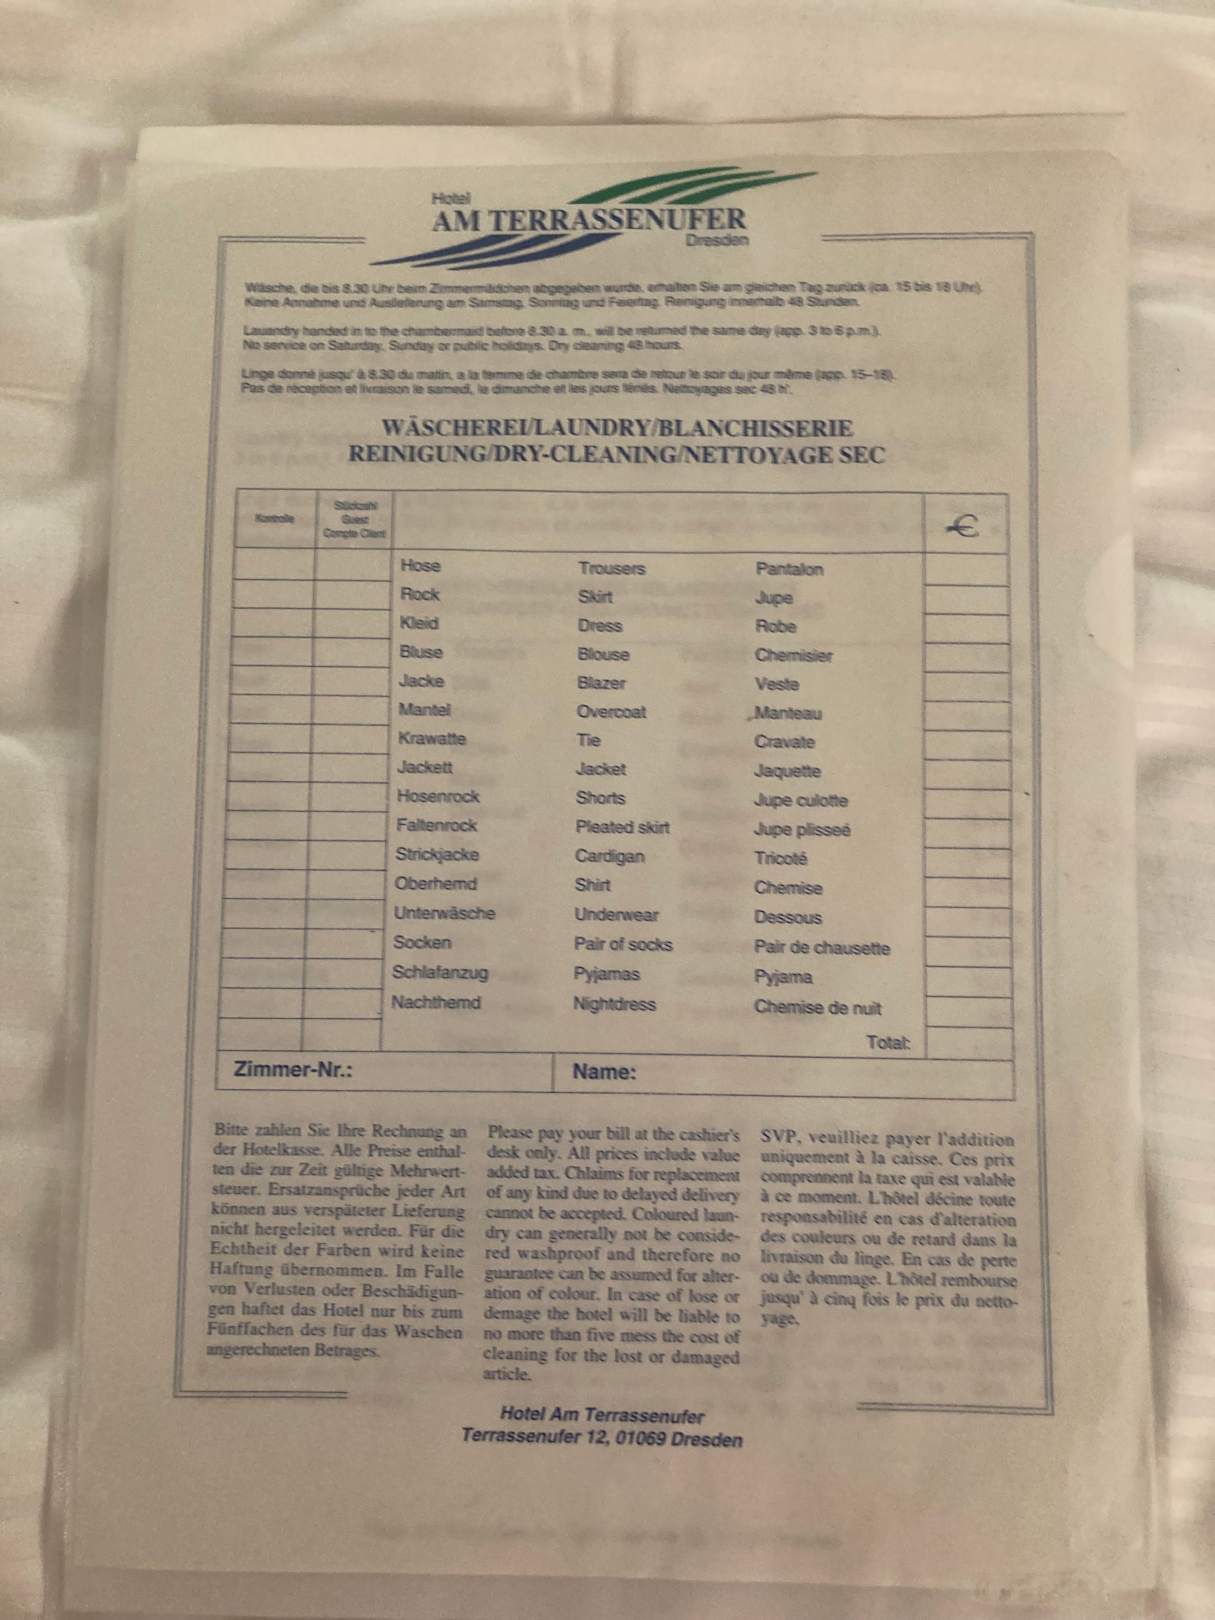 Hotel
AM TERRASSENUFER
Dresden
Wäsche, die bis 8.30 Uhr beim Zimmermädchen abgegeben wurde, erhalten Sie am gleichen Tag zurück (ca. 15 bis 18 Uhr).
Keine Annahme und Auslieferung am Samstag, Sonntag und Feiertag. Reinigung innerhalb 48 Stunden.
Lauandry handed in to the chambermaid before 8.30 a. m., will be returned the same day (app. 3 to 6 p.m.).
No service on Saturday, Sunday or public holidays. Dry cleaning 48 hours.
Linge donné jusqu' à 8.30 du matin, a la femme de chambre sera de retour le soir du jour même (app. 15–18).
Pas de réception et livraison le samedi, le dimanche et les jours fériés. Nettoyages sec 48 h'.
WÄSCHEREI/LAUNDRY/BLANCHISSERIE
REINIGUNG/DRY-CLEANING/NETTOYAGE SEC
Kontrolle
Stückzahl
Guest
Compte Client
€
Hose Trousers Pantalon
Rock Skirt Jupe
Kleid Dress Robe
Bluse Blouse Chemisier
Jacke Blazer Veste
Mantel Overcoat Manteau
Krawatte Tie Cravate
Jackett Jacket Jaquette
Hosenrock Shorts Jupe culotte
Faltenrock Pleated skirt Jupe plisseé
Strickjacke Cardigan Tricoté
Oberhemd Shirt Chemise
Unterwäsche Underwear Dessous
Socken Pair of socks Pair de chausette
Schlafanzug Pyjamas Pyjama
Nachthemd Nightdress Chemise de nuit
Total:
Zimmer-Nr.: Name:
Bitte zahlen Sie Ihre Rechnung an
der Hotelkasse. Alle Preise enthal-
ten die zur Zeit gültige Mehrwert-
steuer. Ersatzansprüche jeder Art
können aus verspäteter Lieferung
nicht hergeleitet werden. Für die
Echtheit der Farben wird keine
Haftung übernommen. Im Falle
von Verlusten oder Beschädigun-
gen haftet das Hotel nur bis zum
Fünffachen des für das Waschen
angerechneten Betrages.
Please pay your bill at the cashier's
desk only. All prices include value
added tax. Chlaims for replacement
of any kind due to delayed delivery
cannot be accepted. Coloured laun-
dry can generally not be conside-
red washproof and therefore no
guarantee can be assumed for alter-
ation of colour. In case of lose or
demage the hotel will be liable to
no more than five mess the cost of
cleaning for the lost or damaged
article.
SVP, veuilliez payer l'addition
uniquement à la caisse. Ces prix
comprennent la taxe qui est valable
à ce moment. L'hôtel décine toute
responsabilité en cas d'alteration
des couleurs ou de retard dans la
livraison du linge. En cas de perte
ou de dommage. L'hôtel rembourse
jusqu' à cinq fois le prix du netto-
yage.
Hotel Am Terrassenufer
Terrassenufer 12, 01069 Dresden